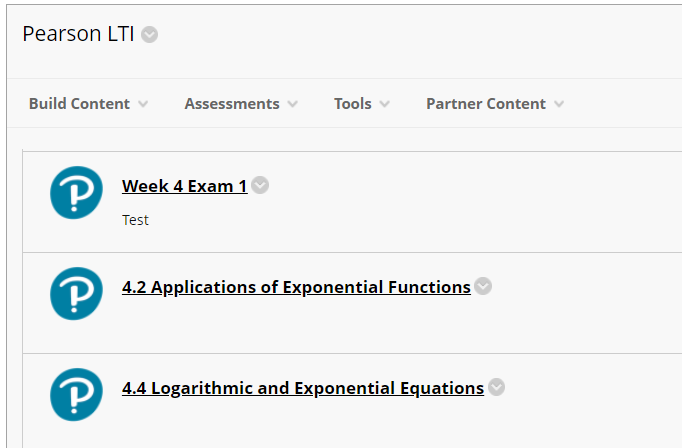 Pearson LTI
Build Content Assessments Tools Partner Content
Week 4 Exam 1
Test
4.2 Applications of Exponential Functions
4.4 Logarithmic and Exponential Equations